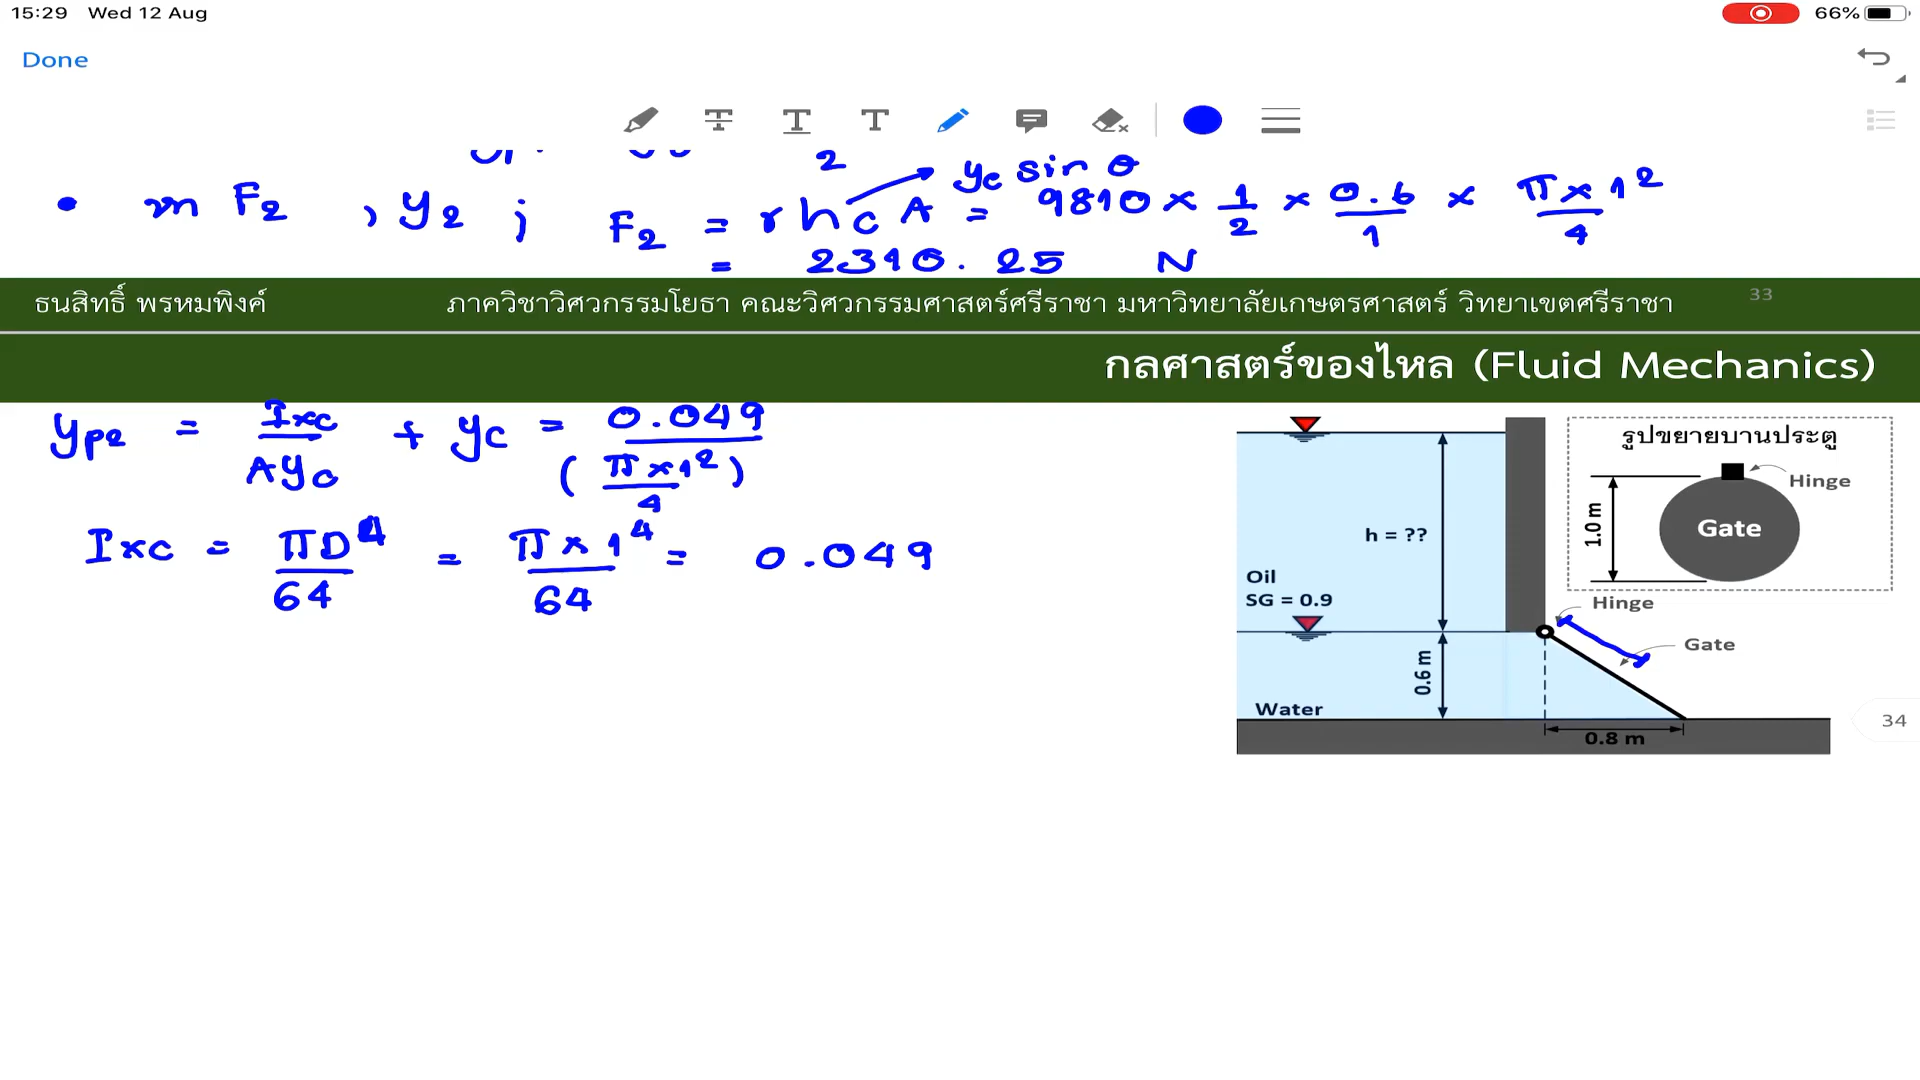 15:29 Wed 12 Aug
66%
Done
• หา F₂ , y₂ ; F₂ = γ h꜀ A = 9810 × 1/2 × 0.6/1 × π×1²/4
y꜀ sin θ
2
= 2310.25 N
ธนสิทธิ์ พรหมพิงค์ ภาควิชาวิศวกรรมโยธา คณะวิศวกรรมศาสตร์ศรีราชา มหาวิทยาลัยเกษตรศาสตร์ วิทยาเขตศรีราชา 33
กลศาสตร์ของไหล (Fluid Mechanics)
yp₂ = Ixc/Ay꜀ + y꜀ = 0.049/(π×1²/4)
Ixc = πD⁴/64 = π×1⁴/64 = 0.049
รูปขยายบานประตู
Hinge
1.0 m
Gate
h = ??
Oil
SG = 0.9
Hinge
Gate
0.6 m
Water
0.8 m
34